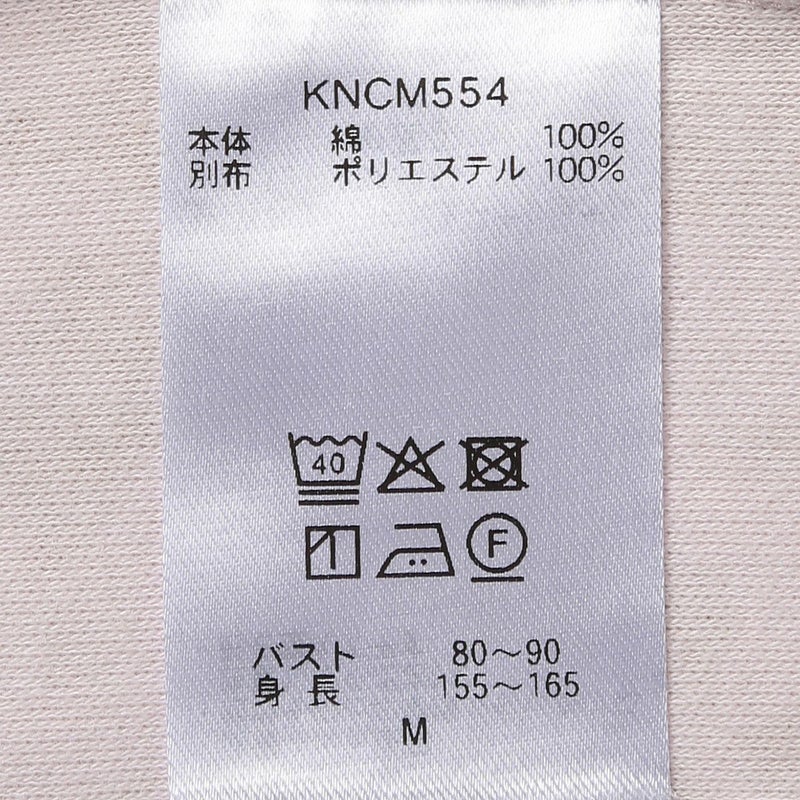 KNCM554
本体 綿 100%
別布 ポリエステル 100%
40
F
バスト 80〜90
身長 155〜165
M